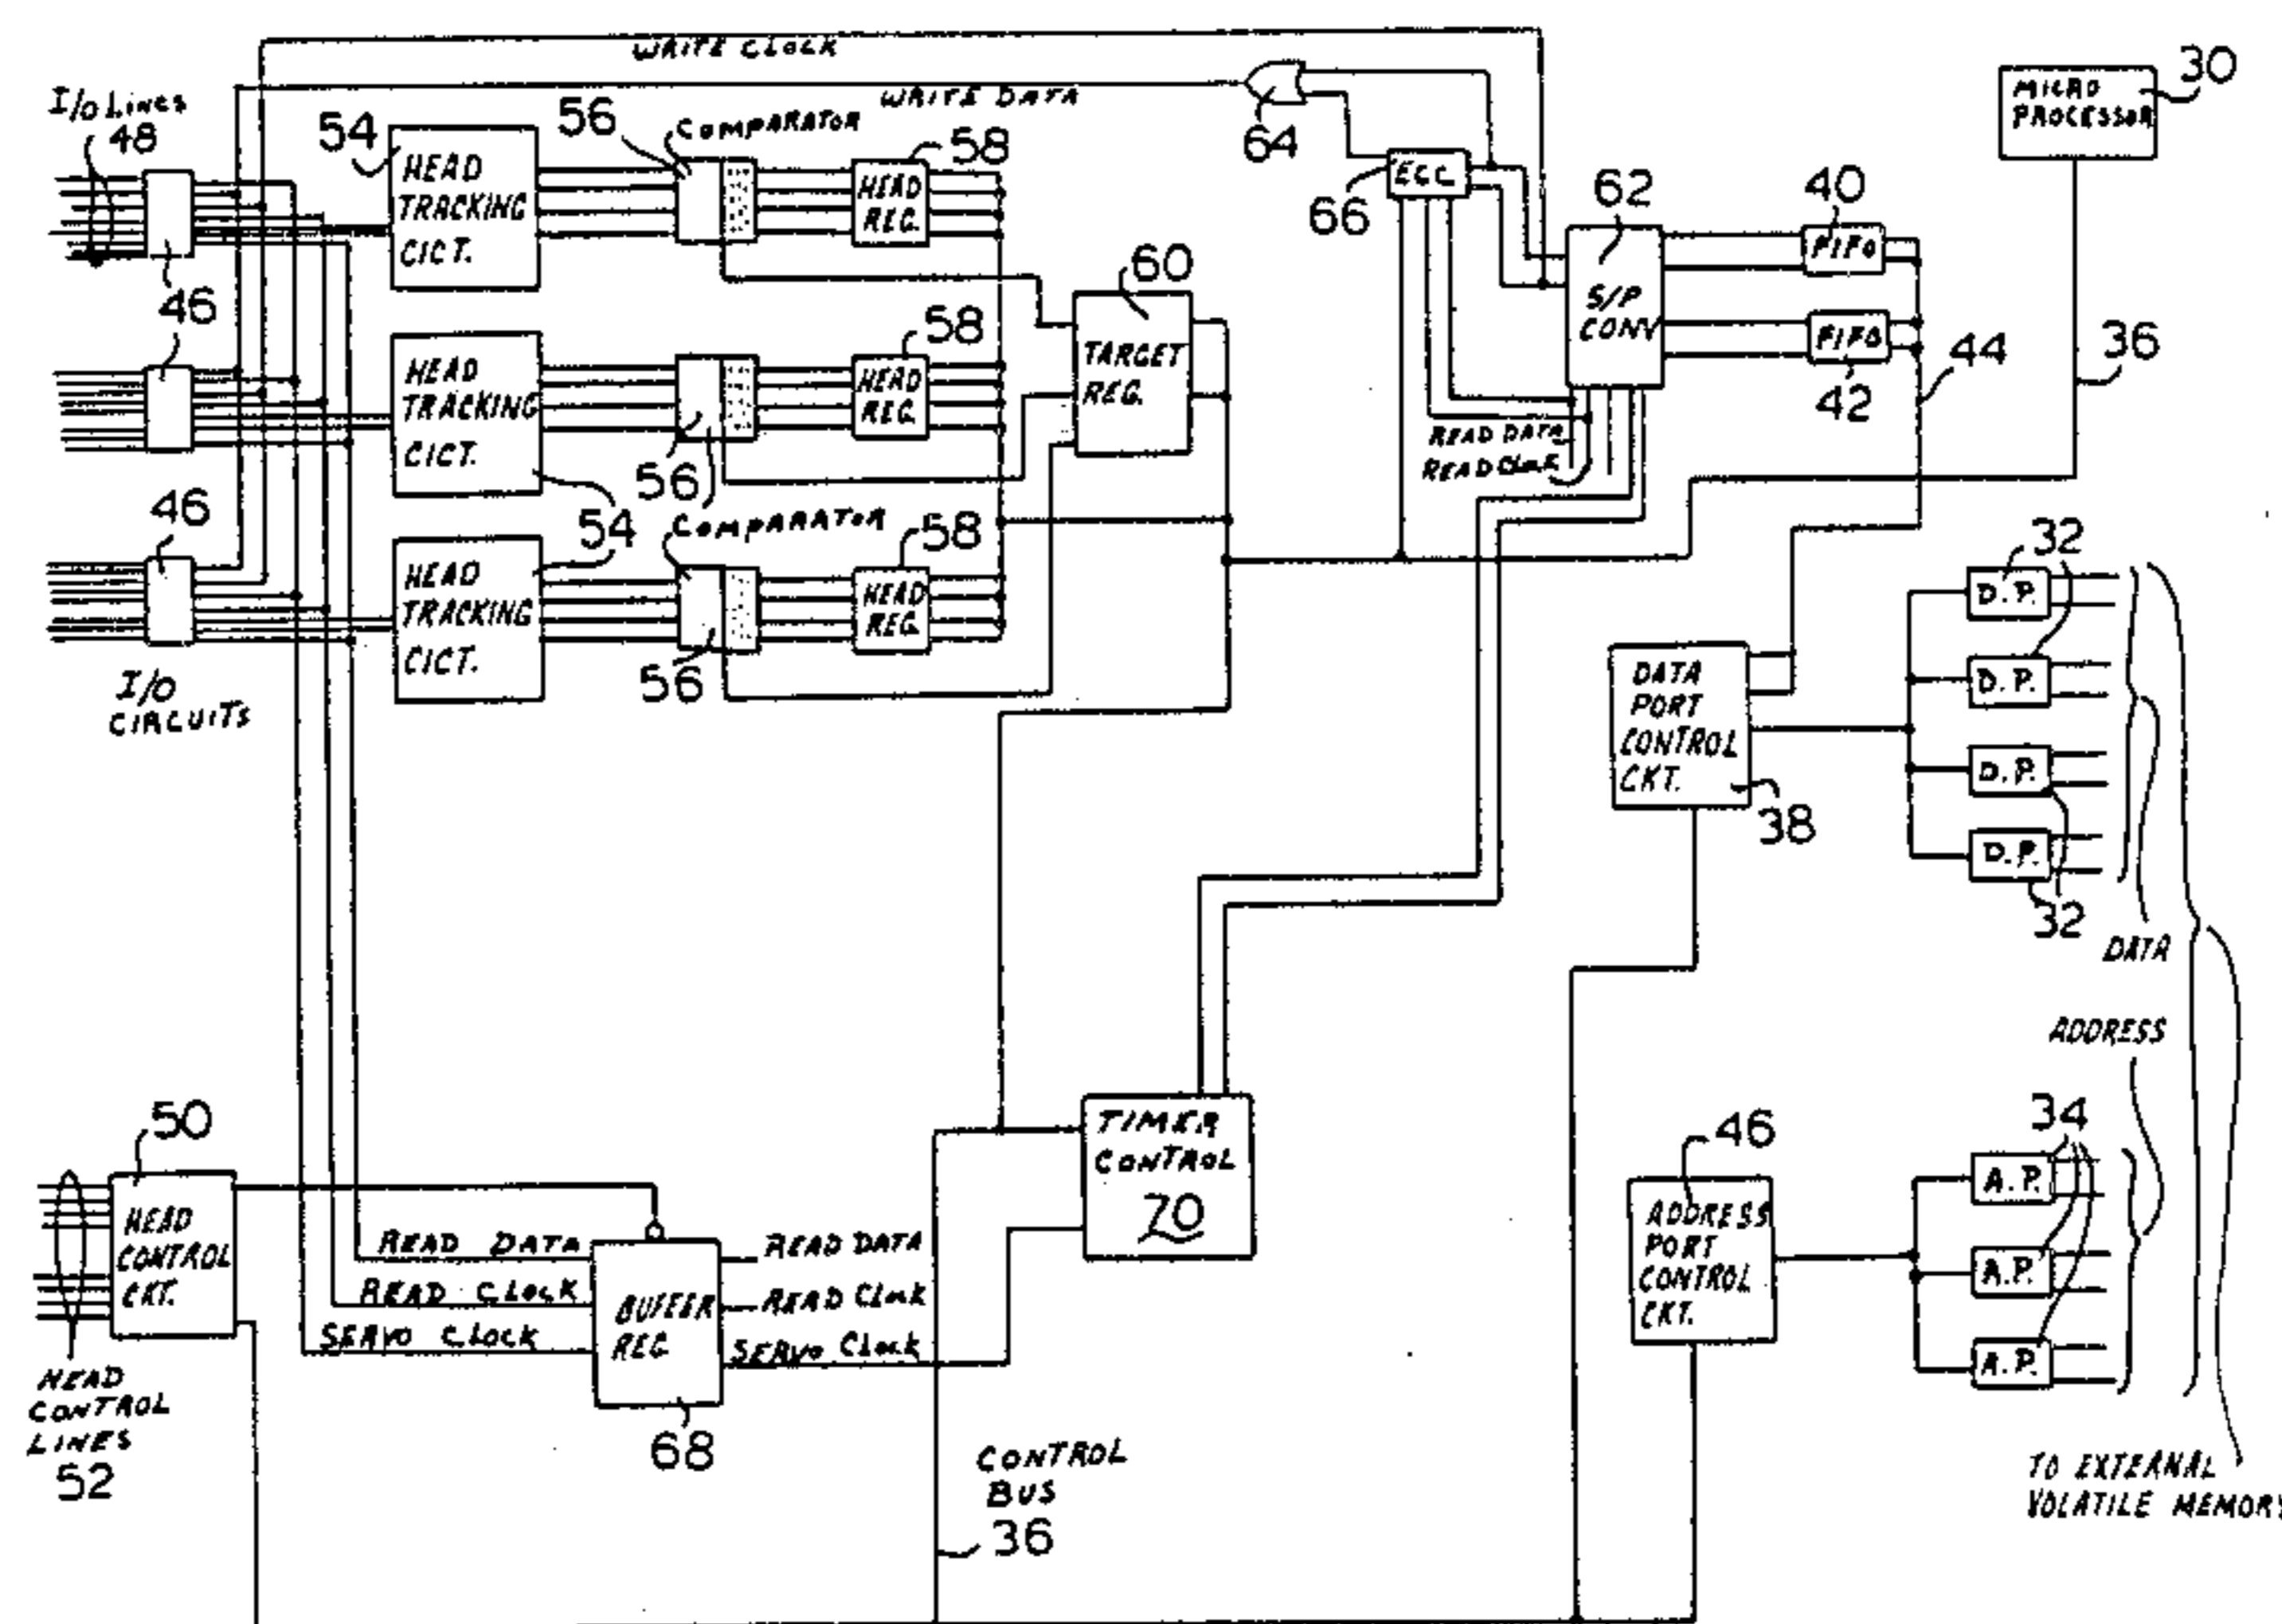 WRITE CLOCK
WRITE DATA
I/O Lines
48
54
HEAD
TRACKING
CICT.
56
COMPARATOR
58
HEAD
REG.
64
ECC
66
62
S/P
CONV
40
FIFO
FIFO
42
MICRO
PROCESSOR
30
36
44
46
46
HEAD
TRACKING
CICT.
56
58
HEAD
REG.
60
TARGET
REG.
READ DATA
READ Clock
54
COMPARATOR
46
HEAD
TRACKING
CICT.
56
58
HEAD
REG.
I/O
CIRCUITS
DATA
PORT
CONTROL
CKT.
38
32
D.P.
D.P.
D.P.
D.P.
32
DATA
ADDRESS
50
HEAD
CONTROL
CKT.
HEAD
CONTROL
LINES
52
READ DATA
READ CLOCK
SERVO CLOCK
BUFFER
REG
68
READ DATA
READ Clock
SERVO Clock
TIMER
CONTROL
70
CONTROL
BUS
36
46
ADDRESS
PORT
CONTROL
CKT.
34
A.P.
A.P.
A.P.
TO EXTERNAL
VOLATILE MEMORY